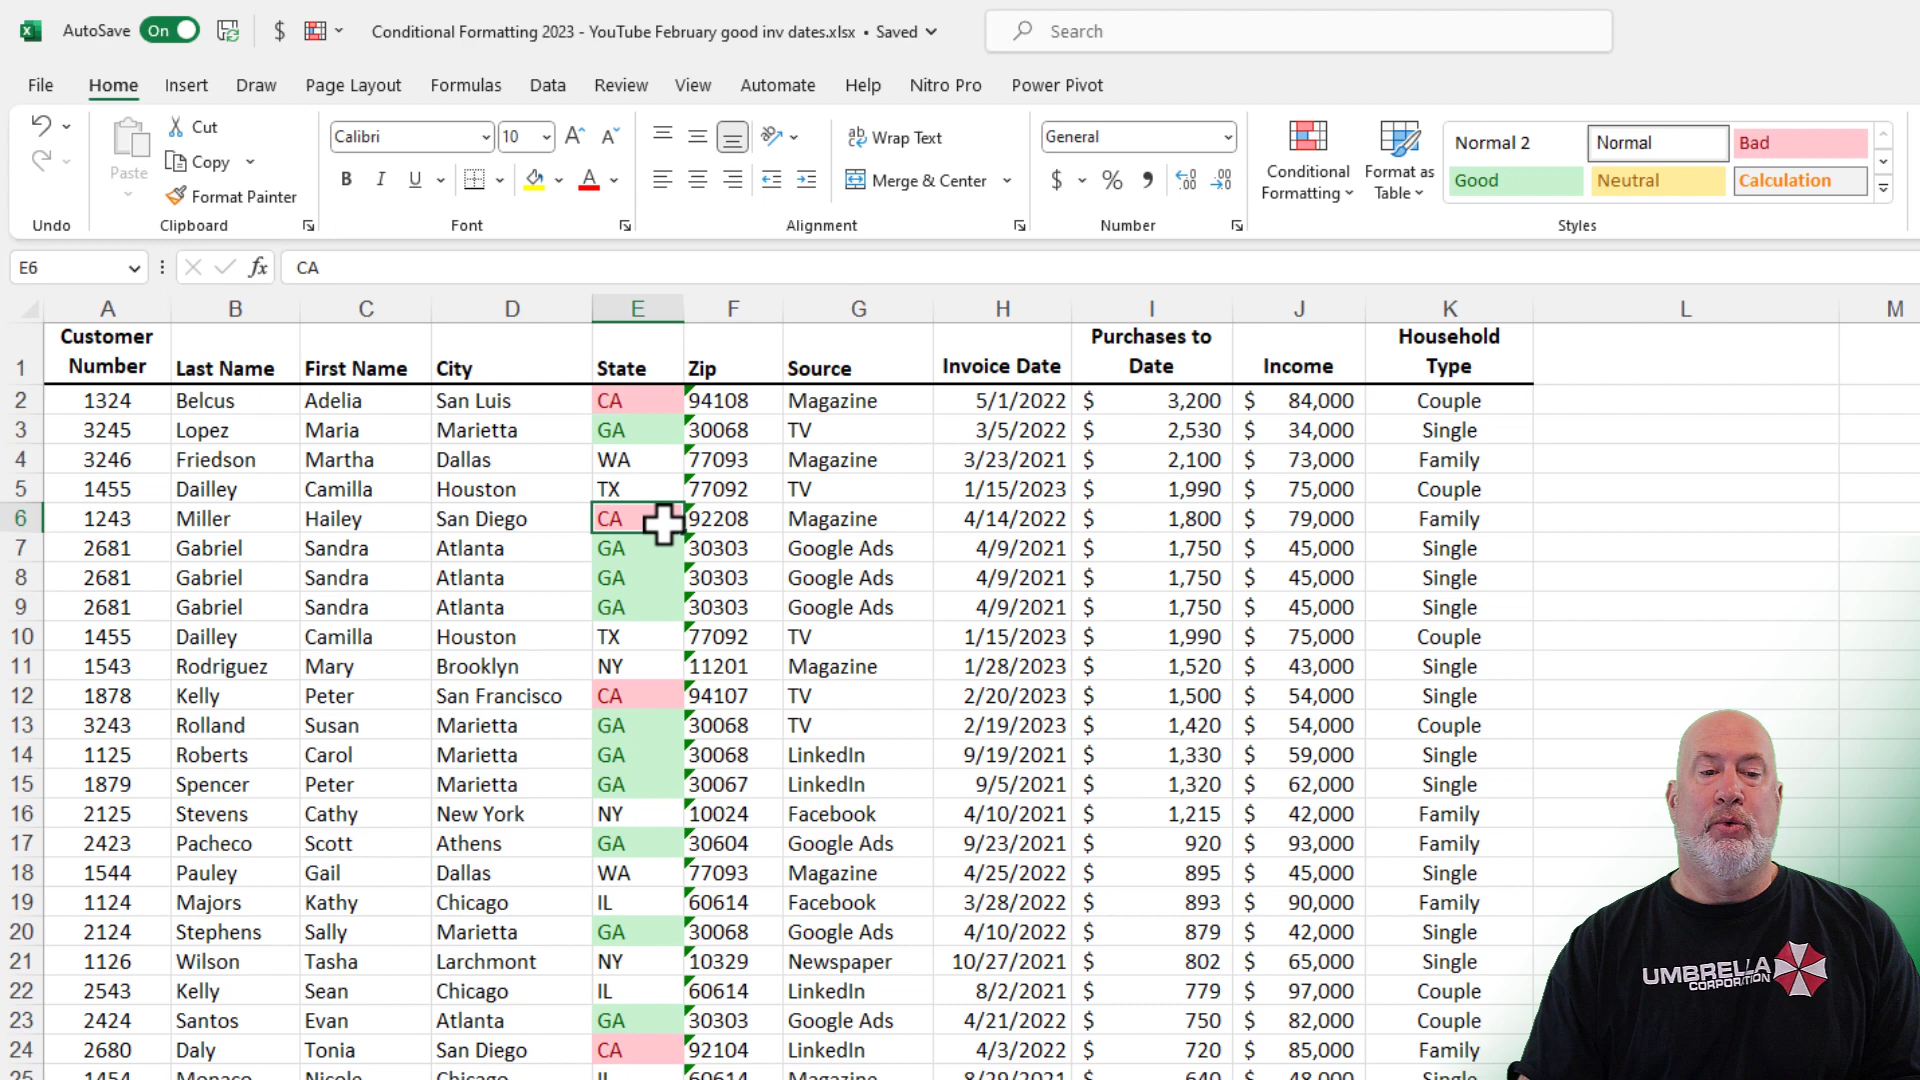 AutoSave On $ Conditional Formatting 2023 - YouTube February good inv dates.xlsx • Saved Search
File Home Insert Draw Page Layout Formulas Data Review View Automate Help Nitro Pro Power Pivot
Paste Cut Copy Format Painter
Calibri 10 B I U A
Wrap Text
Merge & Center
General
$ %
Conditional Formatting
Format as Table
Normal 2 Normal Bad
Good Neutral Calculation
Undo Clipboard Font Alignment Number Styles
E6 fx CA
A B C D E F G H I J K L M
1 Customer Number Last Name First Name City State Zip Source Invoice Date Purchases to Date Income Household Type
2 1324 Belcus Adelia San Luis CA 94108 Magazine 5/1/2022 $ 3,200 $ 84,000 Couple
3 3245 Lopez Maria Marietta GA 30068 TV 3/5/2022 $ 2,530 $ 34,000 Single
4 3246 Friedson Martha Dallas WA 77093 Magazine 3/23/2021 $ 2,100 $ 73,000 Family
5 1455 Dailley Camilla Houston TX 77092 TV 1/15/2023 $ 1,990 $ 75,000 Couple
6 1243 Miller Hailey San Diego CA 92208 Magazine 4/14/2022 $ 1,800 $ 79,000 Family
7 2681 Gabriel Sandra Atlanta GA 30303 Google Ads 4/9/2021 $ 1,750 $ 45,000 Single
8 2681 Gabriel Sandra Atlanta GA 30303 Google Ads 4/9/2021 $ 1,750 $ 45,000 Single
9 2681 Gabriel Sandra Atlanta GA 30303 Google Ads 4/9/2021 $ 1,750 $ 45,000 Single
10 1455 Dailley Camilla Houston TX 77092 TV 1/15/2023 $ 1,990 $ 75,000 Couple
11 1543 Rodriguez Mary Brooklyn NY 11201 Magazine 1/28/2023 $ 1,520 $ 43,000 Single
12 1878 Kelly Peter San Francisco CA 94107 TV 2/20/2023 $ 1,500 $ 54,000 Single
13 3243 Rolland Susan Marietta GA 30068 TV 2/19/2023 $ 1,420 $ 54,000 Couple
14 1125 Roberts Carol Marietta GA 30068 LinkedIn 9/19/2021 $ 1,330 $ 59,000 Single
15 1879 Spencer Peter Marietta GA 30067 LinkedIn 9/5/2021 $ 1,320 $ 62,000 Single
16 2125 Stevens Cathy New York NY 10024 Facebook 4/10/2021 $ 1,215 $ 42,000 Family
17 2423 Pacheco Scott Athens GA 30604 Google Ads 9/23/2021 $ 920 $ 93,000 Family
18 1544 Pauley Gail Dallas WA 77093 Magazine 4/25/2022 $ 895 $ 45,000 Single
19 1124 Majors Kathy Chicago IL 60614 Facebook 3/28/2022 $ 893 $ 90,000 Family
20 2124 Stephens Sally Marietta GA 30068 Google Ads 4/10/2022 $ 879 $ 42,000 Single
21 1126 Wilson Tasha Larchmont NY 10329 Newspaper 10/27/2021 $ 802 $ 65,000 Single
22 2543 Kelly Sean Chicago IL 60614 LinkedIn 8/2/2021 $ 779 $ 97,000 Couple
23 2424 Santos Evan Atlanta GA 30303 Google Ads 4/21/2022 $ 750 $ 82,000 Couple
24 2680 Daly Tonia San Diego CA 92104 LinkedIn 4/3/2022 $ 720 $ 85,000 Family
UMBRELLA
CORPORATION